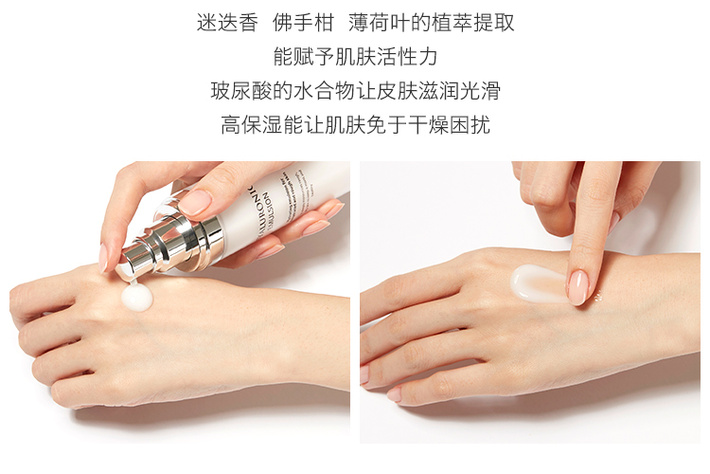 迷迭香 佛手柑 薄荷叶的植萃提取
能赋予肌肤活性力
玻尿酸的水合物让皮肤滋润光滑
高保湿能让肌肤免于干燥困扰
EMULSION